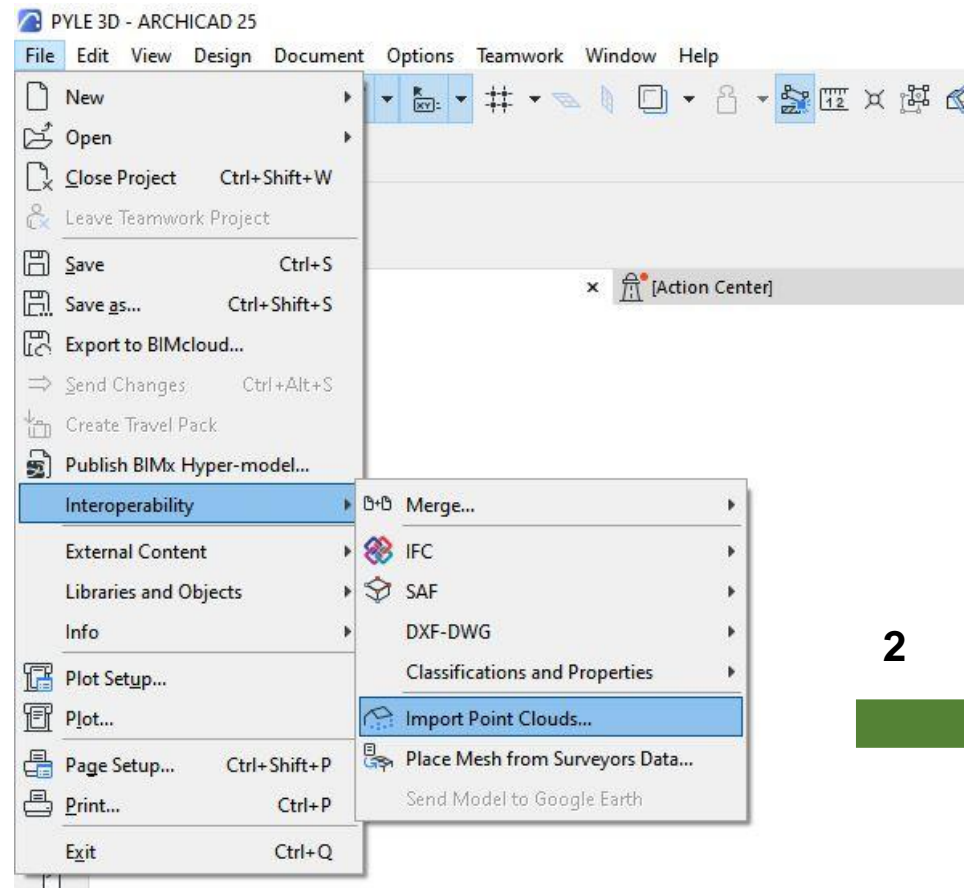 PYLE 3D - ARCHICAD 25
File Edit View Design Document Options Teamwork Window Help
New
Open
Close Project Ctrl+Shift+W
Leave Teamwork Project
Save Ctrl+S
Save as... Ctrl+Shift+S
Export to BIMcloud...
Send Changes Ctrl+Alt+S
Create Travel Pack
Publish BIMx Hyper-model...
Interoperability
External Content
Libraries and Objects
Info
Plot Setup...
Plot...
Page Setup... Ctrl+Shift+P
Print... Ctrl+P
Exit Ctrl+Q
XY:
1 2
[Action Center]
Merge...
IFC
SAF
DXF-DWG
Classifications and Properties
Import Point Clouds...
Place Mesh from Surveyors Data...
Send Model to Google Earth
2